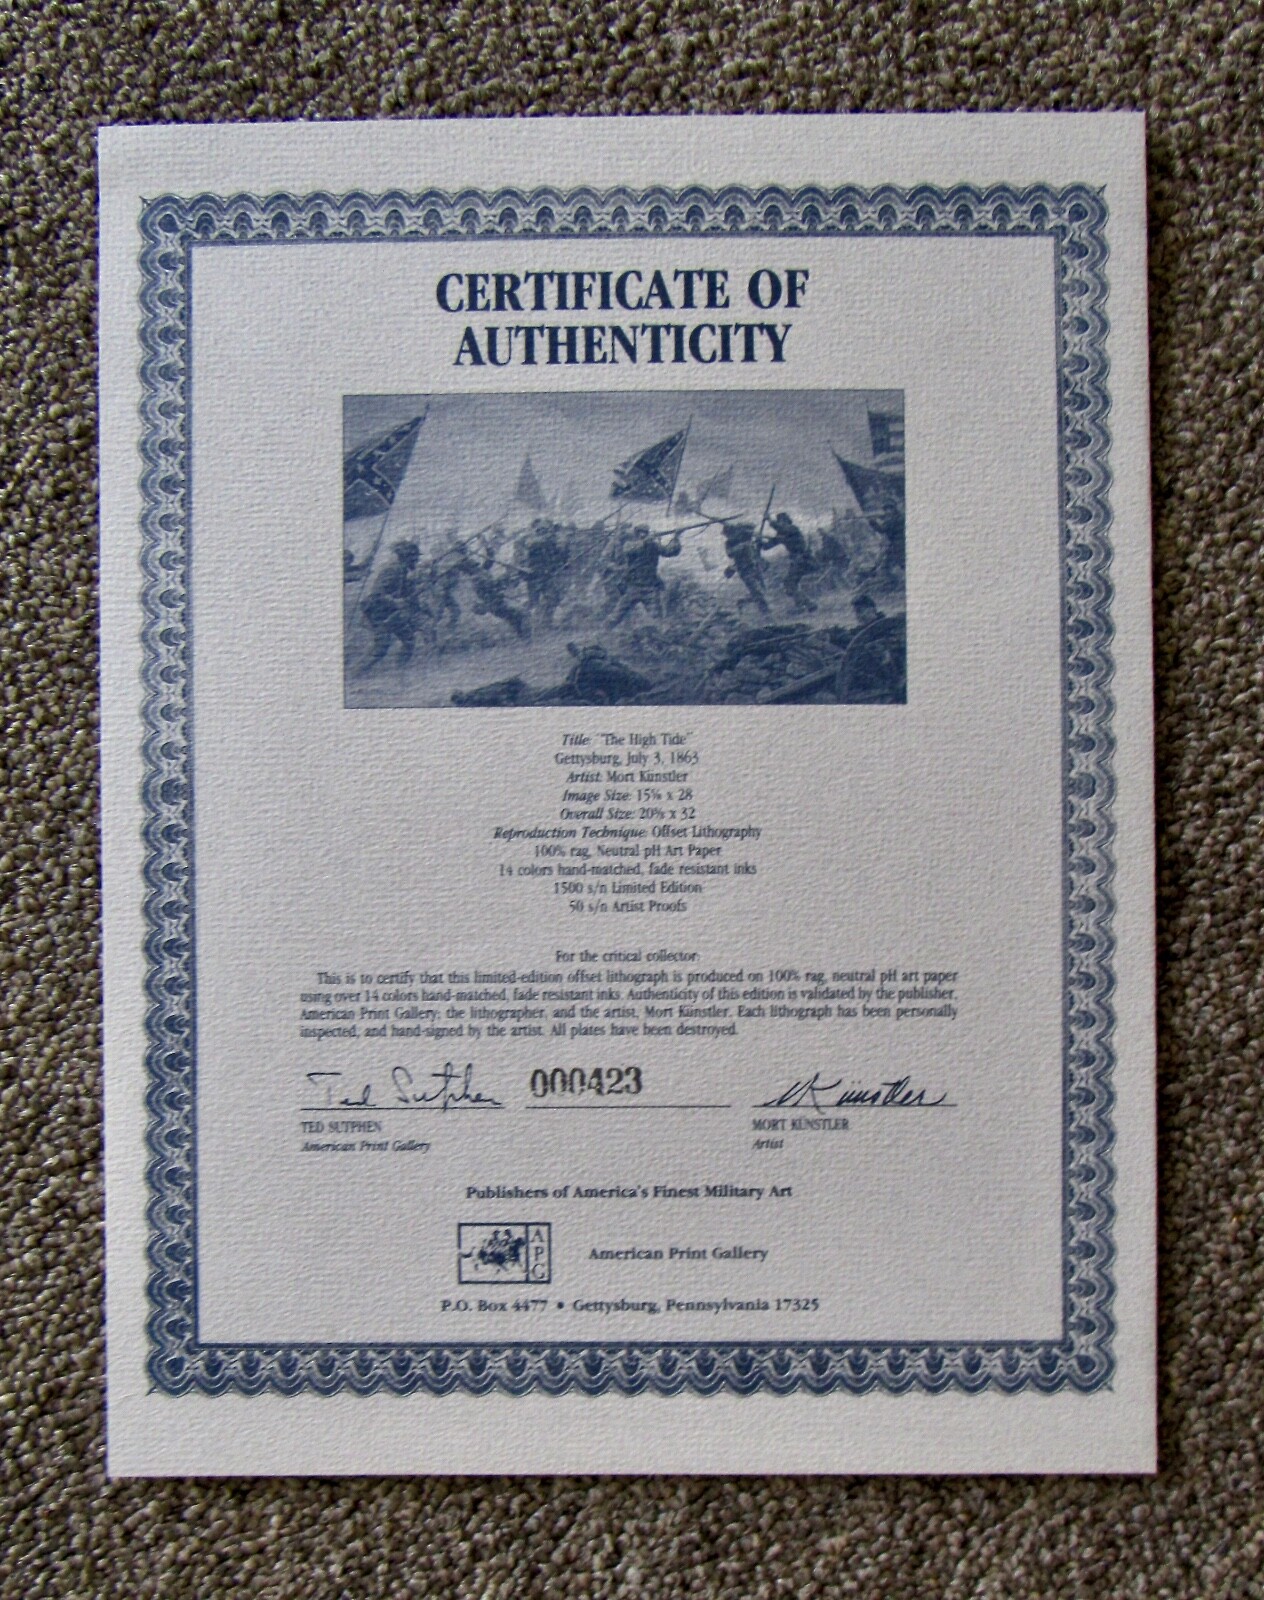 CERTIFICATE OF
AUTHENTICITY
Title: "The High Tide"
Gettysburg, July 3, 1863
Artist: Mort Künstler
Image Size: 15⅝ x 28
Overall Size: 20⅝ x 32
Reproduction Technique: Offset Lithography
100% rag, Neutral pH Art Paper
14 colors hand-matched, fade resistant inks
1500 s/n Limited Edition
50 s/n Artist Proofs
For the critical collector:
This is to certify that this limited-edition offset lithograph is produced on 100% rag, neutral pH art paper
using over 14 colors hand-matched, fade resistant inks. Authenticity of this edition is validated by the publisher,
American Print Gallery; the lithographer, and the artist, Mort Künstler. Each lithograph has been personally
inspected, and hand-signed by the artist. All plates have been destroyed.
Ted Sutphen 000423 MKünstler
TED SUTPHEN MORT KÜNSTLER
American Print Gallery Artist
Publishers of America's Finest Military Art
APG
American Print Gallery
P.O. Box 4477 • Gettysburg, Pennsylvania 17325